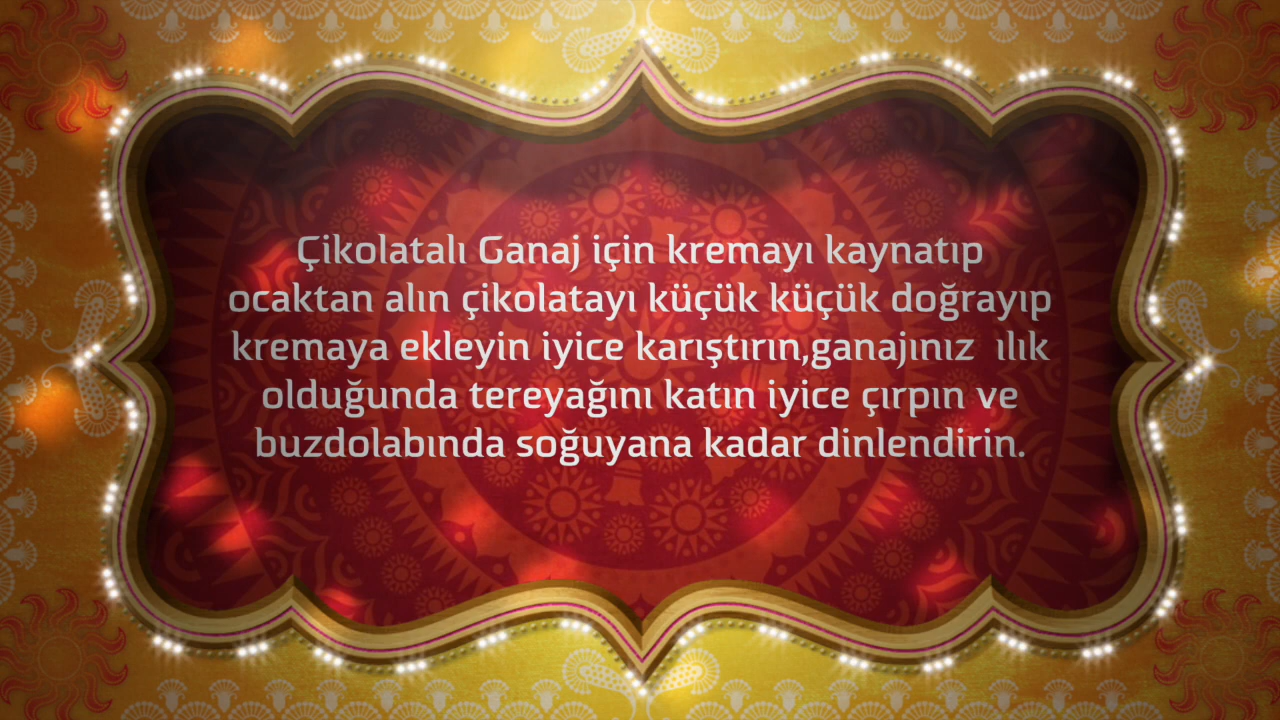 Çikolatalı Ganaj için kremayı kaynatıp
ocaktan alın çikolatayı küçük küçük doğrayıp
kremaya ekleyin iyice karıştırın,ganajınız  ılık
olduğunda tereyağını katın iyice çırpın ve
buzdolabında soğuyana kadar dinlendirin.